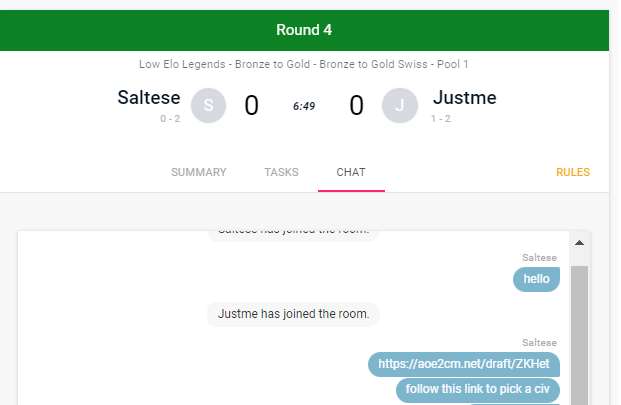 Round 4
Low Elo Legends - Bronze to Gold - Bronze to Gold Swiss - Pool 1
Saltese S 0 6:49 0 J Justme
0 - 2 1 - 2
SUMMARY TASKS CHAT RULES
Saltese has joined the room.
Saltese
hello
Justme has joined the room.
Saltese
https://aoe2cm.net/draft/ZKHet
follow this link to pick a civ